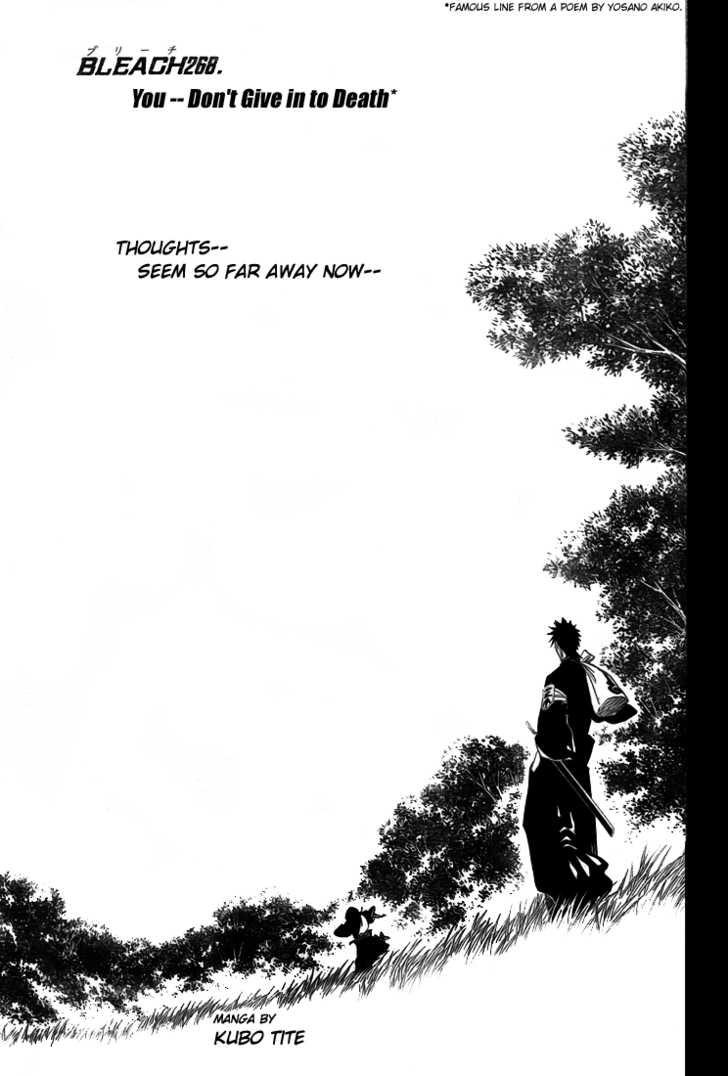 *FAMOUS LINE FROM A POEM BY YOSANO AKIKO.
ブリーチ
BLEACH268.
You -- Don't Give in to Death*
THOUGHTS--
SEEM SO FAR AWAY NOW--
MANGA BY
KUBO TITE